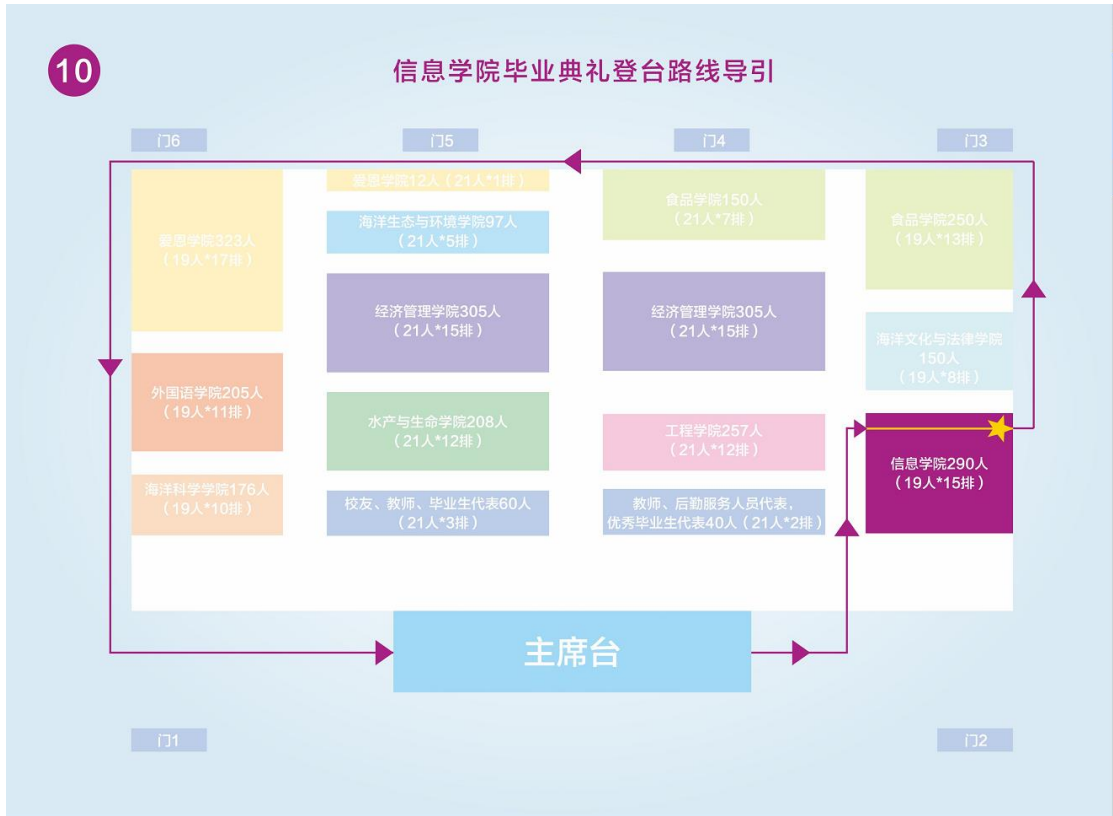 10
信息学院毕业典礼登台路线导引
门6
门5
门4
门3
爱恩学院323人
（19人*17排）
外国语学院205人
（19人*11排）
海洋科学学院176人
（19人*10排）
爱恩学院12人（21人*1排）
海洋生态与环境学院97人
（21人*5排）
经济管理学院305人
（21人*15排）
水产与生命学院208人
（21人*12排）
校友、教师、毕业生代表60人
（21人*3排）
食品学院150人
（21人*7排）
经济管理学院305人
（21人*15排）
工程学院257人
（21人*12排）
教师、后勤服务人员代表，
优秀毕业生代表40人（21人*2排）
食品学院250人
（19人*13排）
海洋文化与法律学院
150人
（19人*8排）
信息学院290人
（19人*15排）
主席台
门1
门2